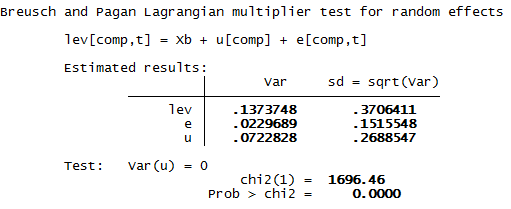 Breusch and Pagan Lagrangian multiplier test for random effects
lev[comp,t] = Xb + u[comp] + e[comp,t]
Estimated results:
Var sd = sqrt(Var)
lev .1373748 .3706411
e .0229689 .1515548
u .0722828 .2688547
Test: Var(u) = 0
chi2(1) = 1696.46
Prob > chi2 = 0.0000